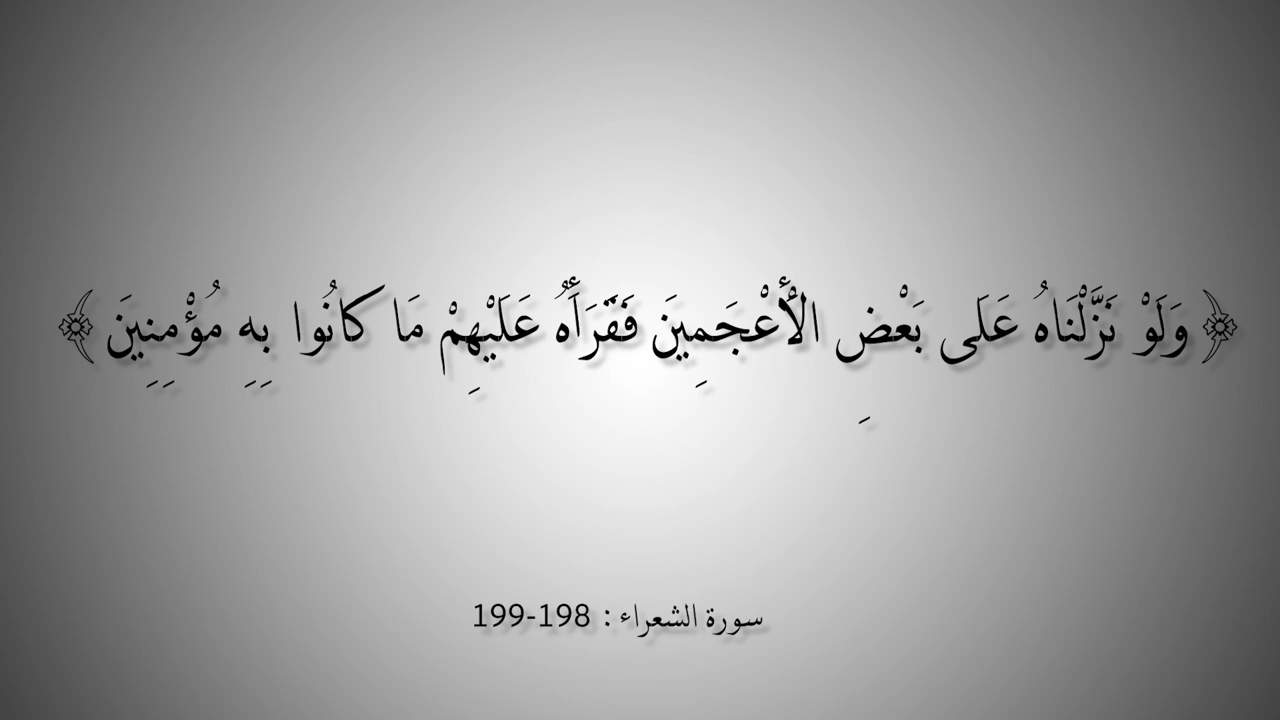 ﴿ وَلَوْ نَزَّلْنَاهُ عَلَى بَعْضِ الْأَعْجَمِينَ فَقَرَأَهُ عَلَيْهِمْ مَا كَانُوا بِهِ مُؤْمِنِينَ ﴾
سورة الشعراء : 198-199